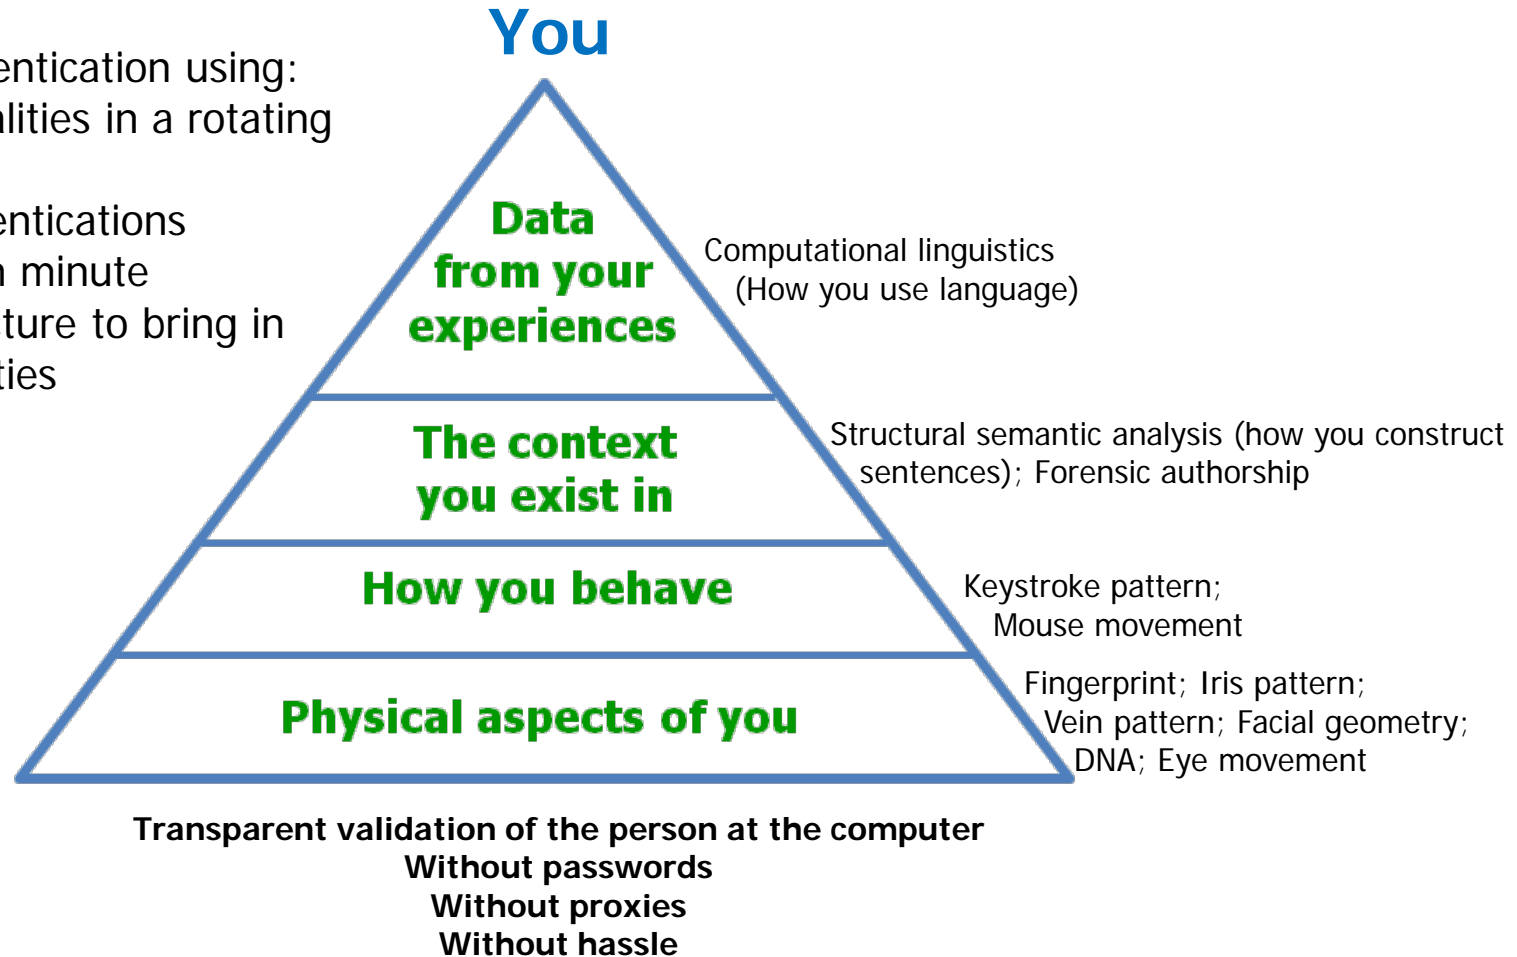 You
entication using:
alities in a rotating
entications
n minute
cture to bring in
ties
Data
from your
experiences
Computational linguistics
(How you use language)
The context
you exist in
Structural semantic analysis (how you construct
sentences); Forensic authorship
How you behave
Keystroke pattern;
Mouse movement
Physical aspects of you
Fingerprint; Iris pattern;
Vein pattern; Facial geometry;
DNA; Eye movement
Transparent validation of the person at the computer
Without passwords
Without proxies
Without hassle